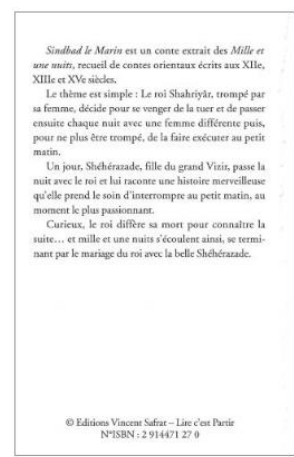 Sindbad le Marin est un conte extrait des Mille et
une nuits, recueil de contes orientaux écrits aux XIIe,
XIIIe et XVe siècles.
Le thème est simple : Le roi Shahriyâr, trompé par
sa femme, décide pour se venger de la tuer et de passer
ensuite chaque nuit avec une femme différente puis,
pour ne plus être trompé, de la faire exécuter au petit
matin.
Un jour, Shéhérazade, fille du grand Vizir, passe la
nuit avec le roi et lui raconte une histoire merveilleuse
qu'elle prend le soin d'interrompre au petit matin, au
moment le plus passionnant.
Curieux, le roi diffère sa mort pour connaître la
suite… et mille et une nuits s'écoulent ainsi, se termi-
nant par le mariage du roi avec la belle Shéhérazade.
© Editions Vincent Safrat – Lire c'est Partir
N°ISBN : 2 914471 27 0